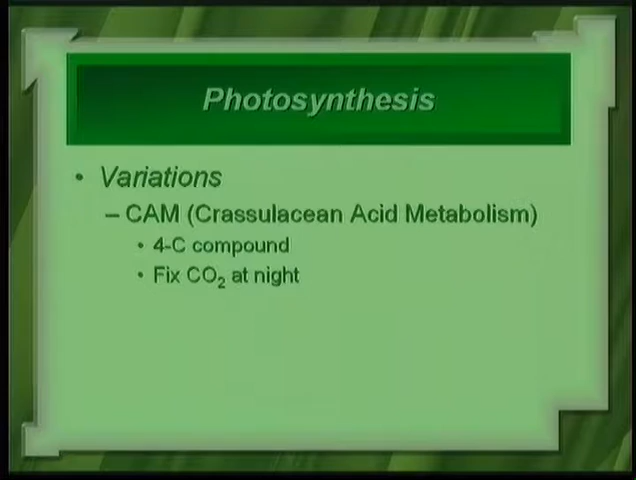 Photosynthesis
• Variations
– CAM (Crassulacean Acid Metabolism)
• 4-C compound
• Fix CO₂ at night